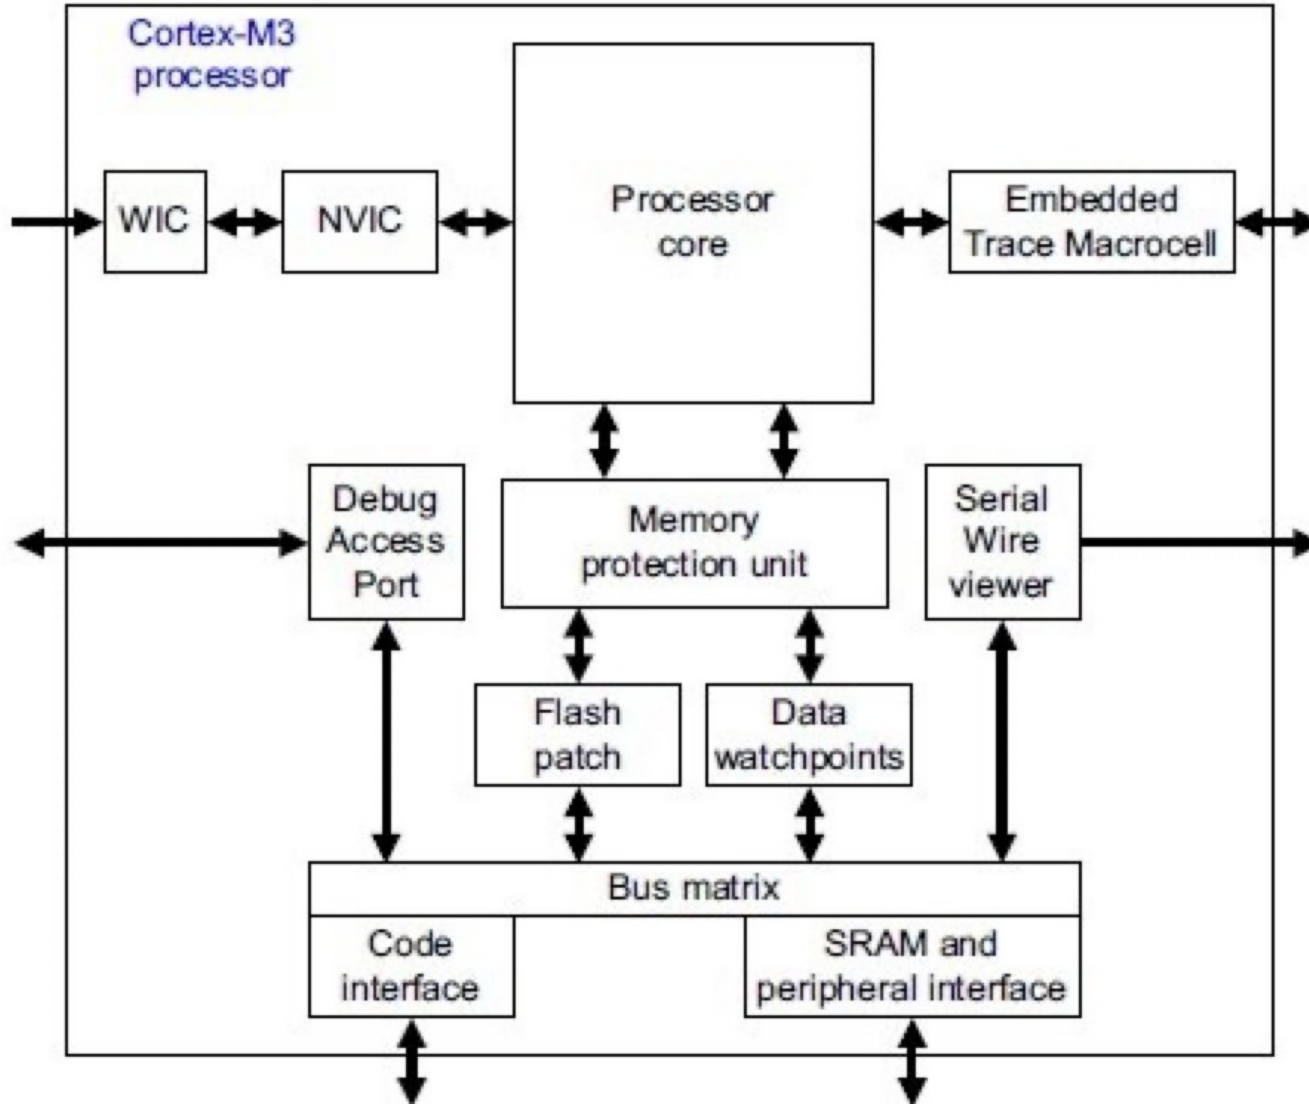 Cortex-M3
processor
WIC
NVIC
Processor
core
Embedded
Trace Macrocell
Debug
Access
Port
Memory
protection unit
Serial
Wire
viewer
Flash
patch
Data
watchpoints
Bus matrix
Code
interface
SRAM and
peripheral interface